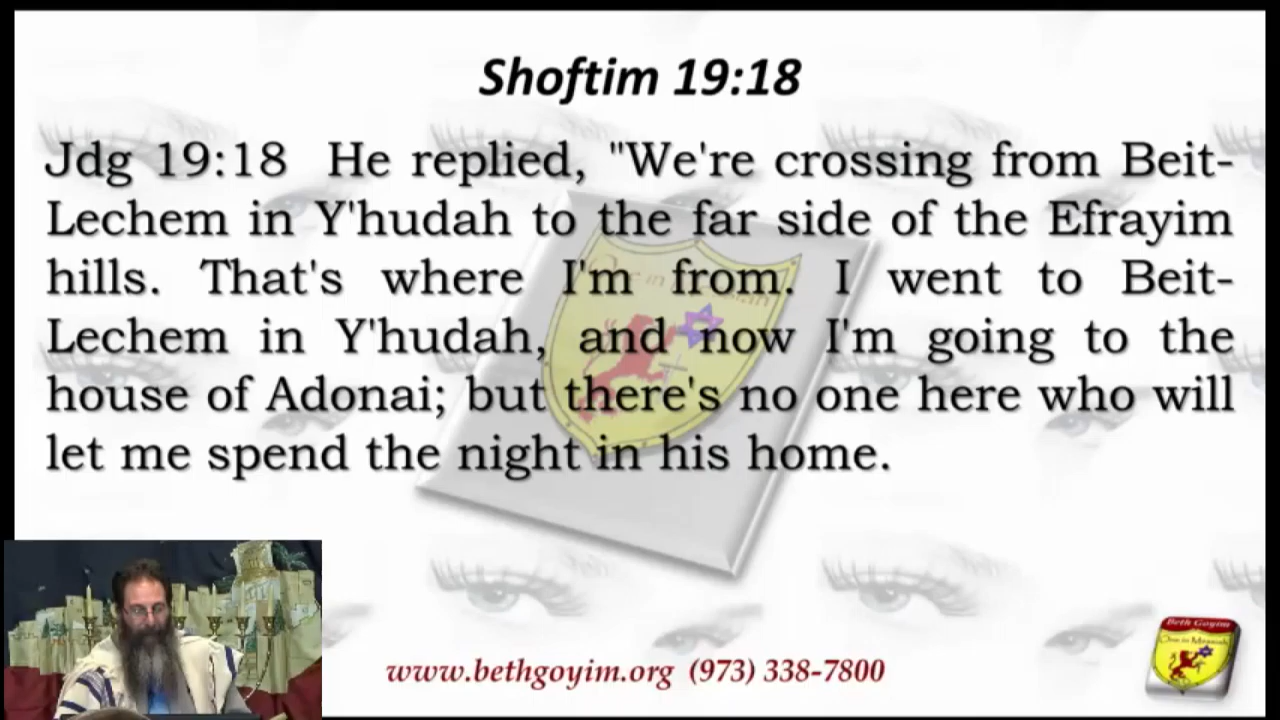 Shoftim 19:18
Jdg 19:18 He replied, "We're crossing from Beit-
Lechem in Y'hudah to the far side of the Efrayim
hills. That's where I'm from. I went to Beit-
Lechem in Y'hudah, and now I'm going to the
house of Adonai; but there's no one here who will
let me spend the night in his home.
www.bethgoyim.org (973) 338-7800
Beth Goyim
One in Messiah